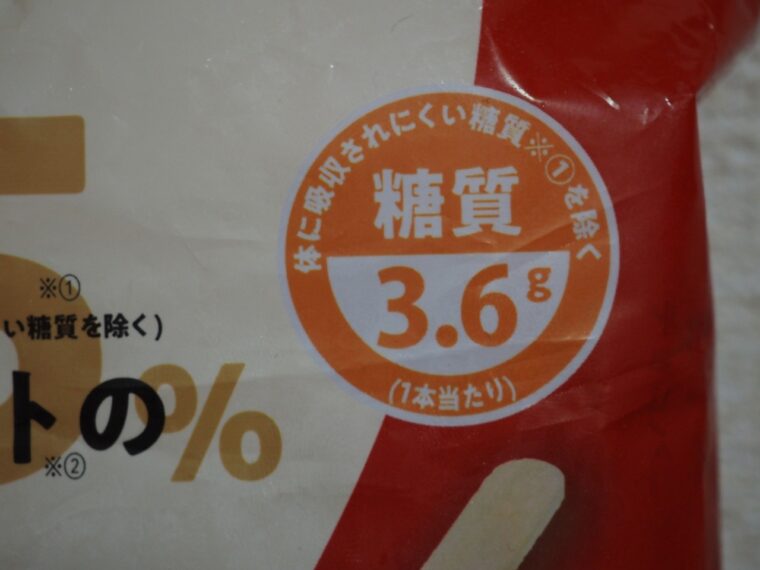 体に吸収されにくい糖質※①を除く
糖質
3.6g
(1本当たり)
※①
い糖質を除く)
トの%
※②